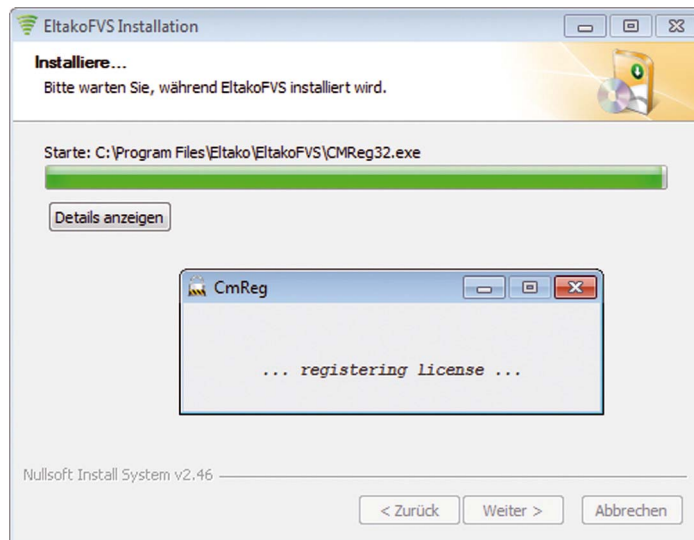 EltakoFVS Installation
Installiere...
Bitte warten Sie, während EltakoFVS installiert wird.
Starte: C:\Program Files\Eltako\EltakoFVS\CMReg32.exe
Details anzeigen
CmReg
... registering license ...
Nullsoft Install System v2.46
< Zurück
Weiter >
Abbrechen